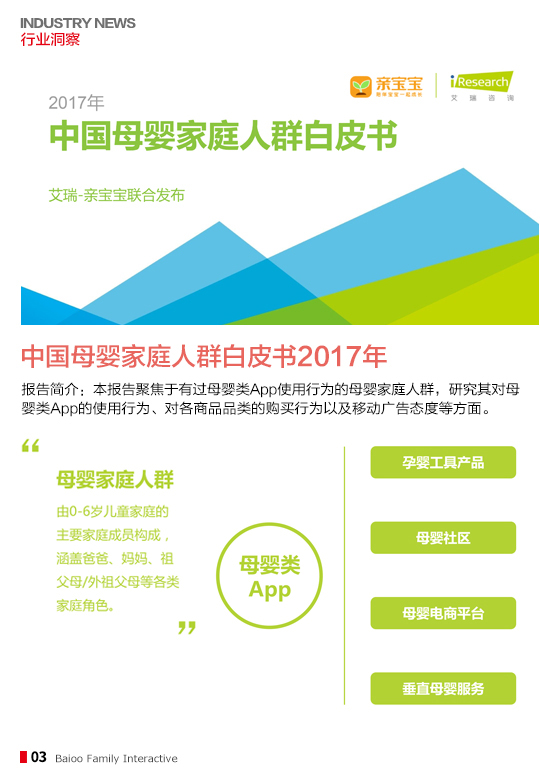 INDUSTRY NEWS
行业洞察
亲宝宝
陪年宝宝一起成长
iResearch
艾 瑞 咨 询
2017年
中国母婴家庭人群白皮书
艾瑞-亲宝宝联合发布
中国母婴家庭人群白皮书2017年
报告简介：本报告聚焦于有过母婴类App使用行为的母婴家庭人群，研究其对母
婴类App的使用行为、对各商品品类的购买行为以及移动广告态度等方面。
“
母婴家庭人群
由0-6岁儿童家庭的
主要家庭成员构成，
涵盖爸爸、妈妈、祖
父母/外祖父母等各类
家庭角色。
”
母婴类
App
孕婴工具产品
母婴社区
母婴电商平台
垂直母婴服务
03 Baioo Family Interactive